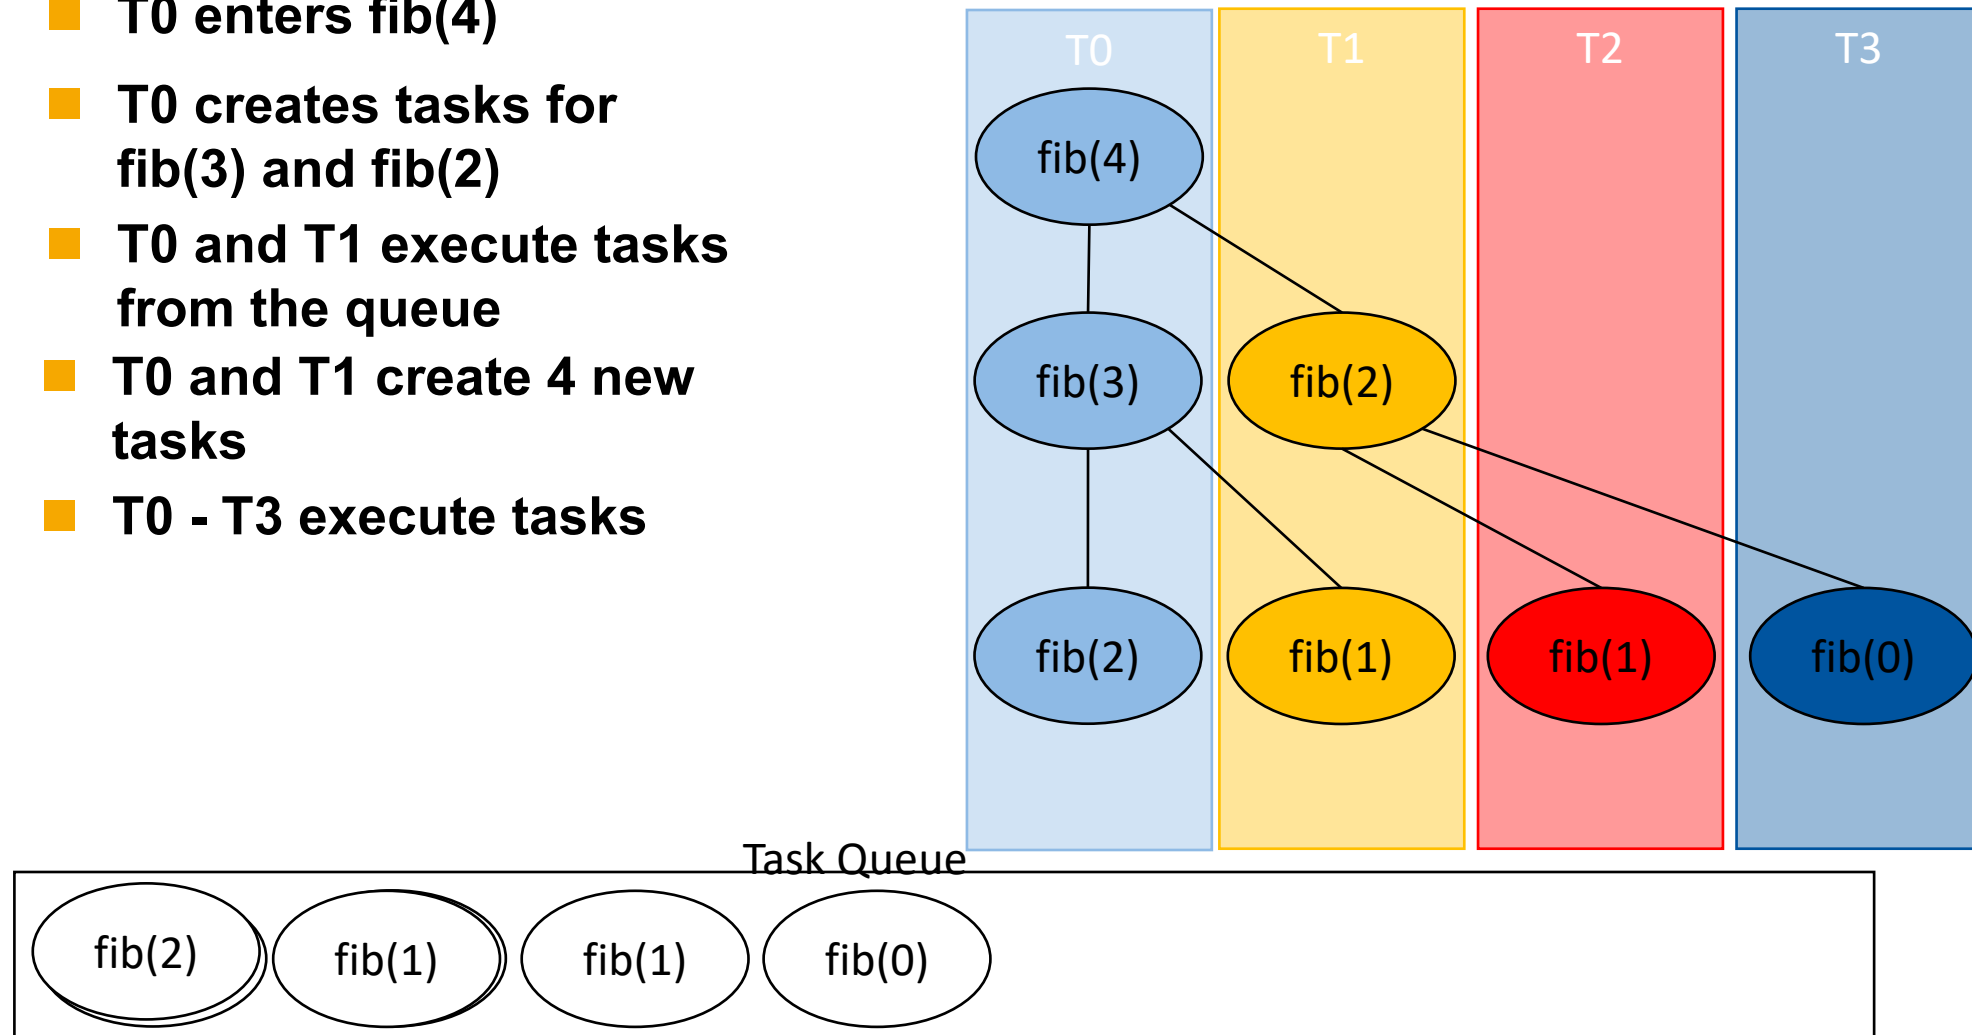 T0 enters fib(4)
T0 creates tasks for
fib(3) and fib(2)
T0 and T1 execute tasks
from the queue
T0 and T1 create 4 new
tasks
T0 - T3 execute tasks
T0 T1 T2 T3
fib(4)
fib(3) fib(2)
fib(2) fib(1) fib(1) fib(0)
Task Queue
fib(2) fib(1) fib(1) fib(0)